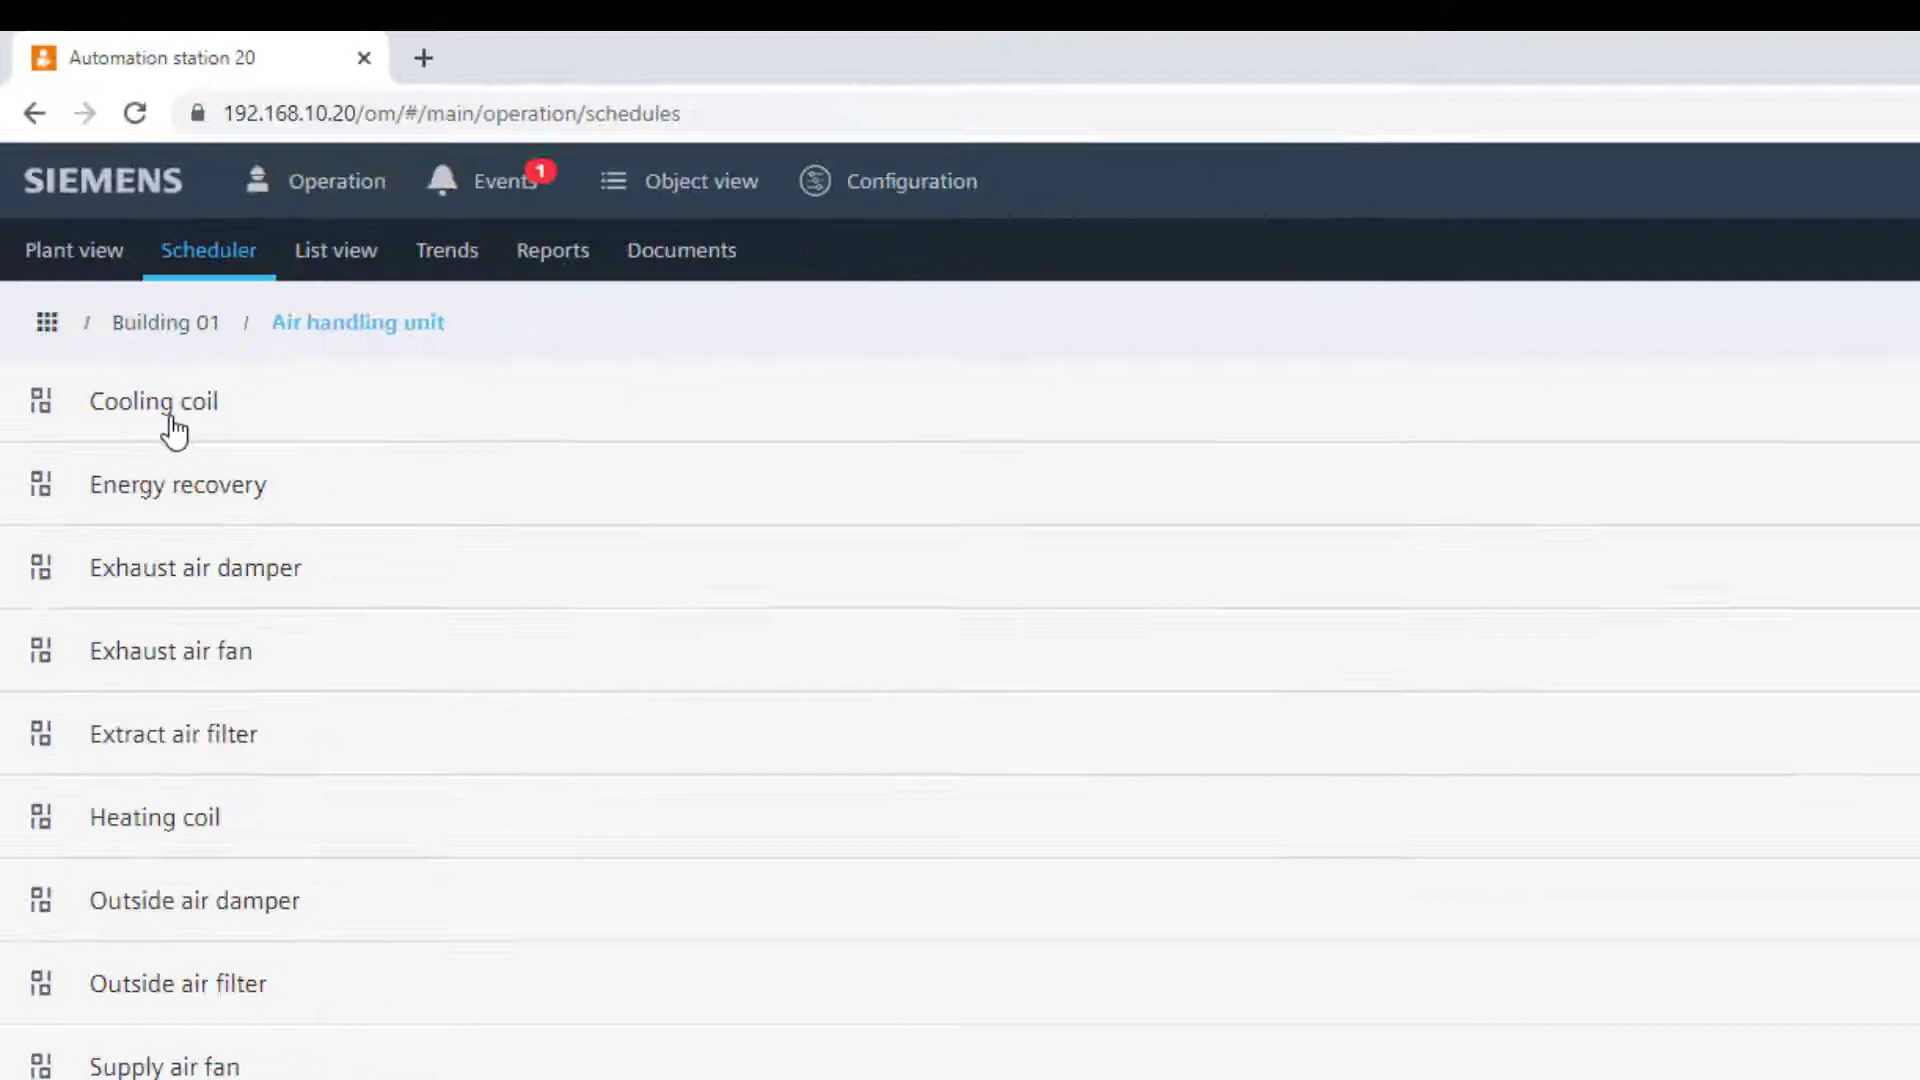 Automation station 20
192.168.10.20/om/#/main/operation/schedules
SIEMENS Operation Events 1 Object view Configuration
Plant view Scheduler List view Trends Reports Documents
/ Building 01 / Air handling unit
Cooling coil
Energy recovery
Exhaust air damper
Exhaust air fan
Extract air filter
Heating coil
Outside air damper
Outside air filter
Supply air fan